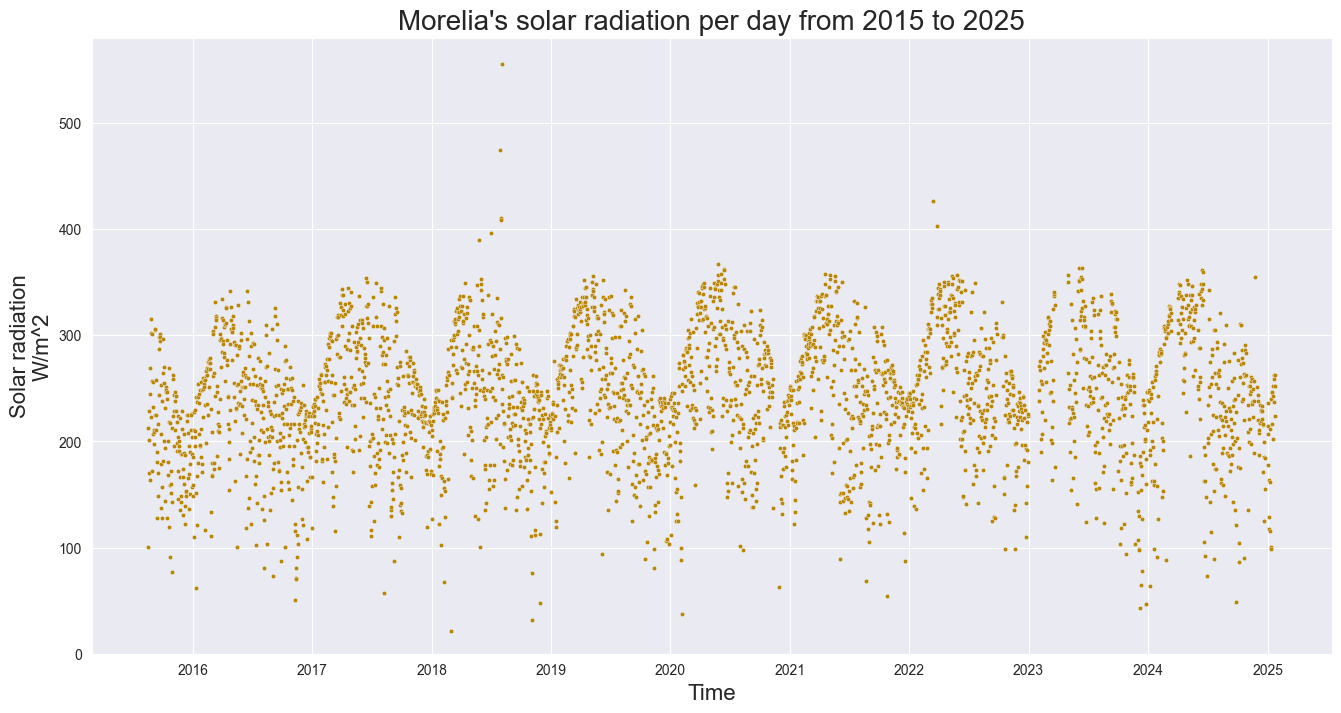 Morelia's solar radiation per day from 2015 to 2025
Solar radiation
W/m^2
500
400
300
200
100
0
2016 2017 2018 2019 2020 2021 2022 2023 2024 2025
Time